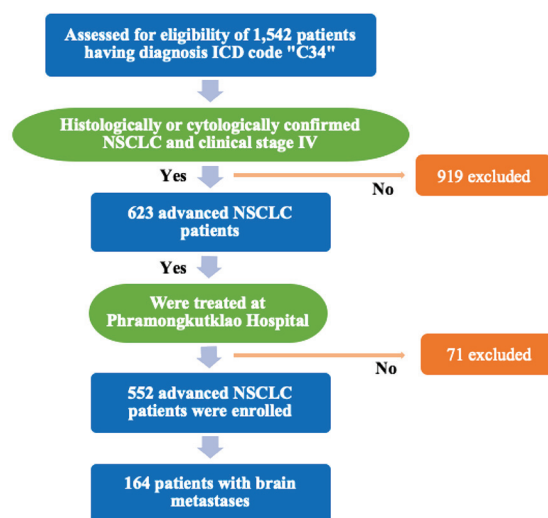 Assessed for eligibility of 1,542 patients
having diagnosis ICD code "C34"
Histologically or cytologically confirmed
NSCLC and clinical stage IV
Yes
No
919 excluded
623 advanced NSCLC
patients
Yes
Were treated at
Phramongkutklao Hospital
No
71 excluded
552 advanced NSCLC
patients were enrolled
164 patients with brain
metastases